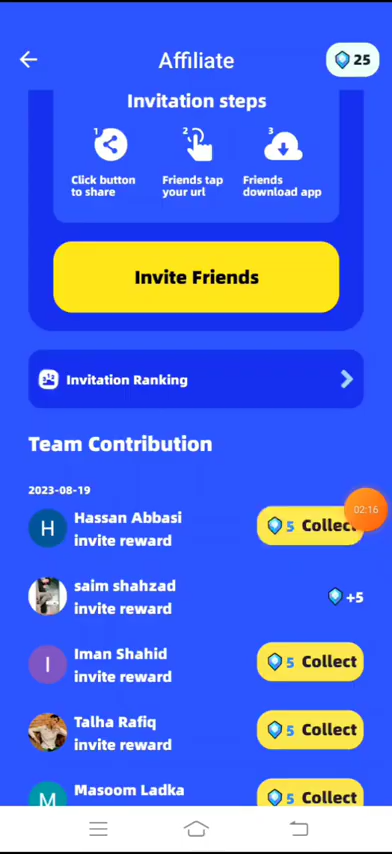 Affiliate
25
Invitation steps
1
2
3
Click button
to share
Friends tap
your url
Friends
download app
Invite Friends
Invitation Ranking
Team Contribution
2023-08-19
H
Hassan Abbasi
invite reward
5 Collect
02:16
saim shahzad
invite reward
+5
I
Iman Shahid
invite reward
5 Collect
Talha Rafiq
invite reward
5 Collect
M
Masoom Ladka
5 Collect